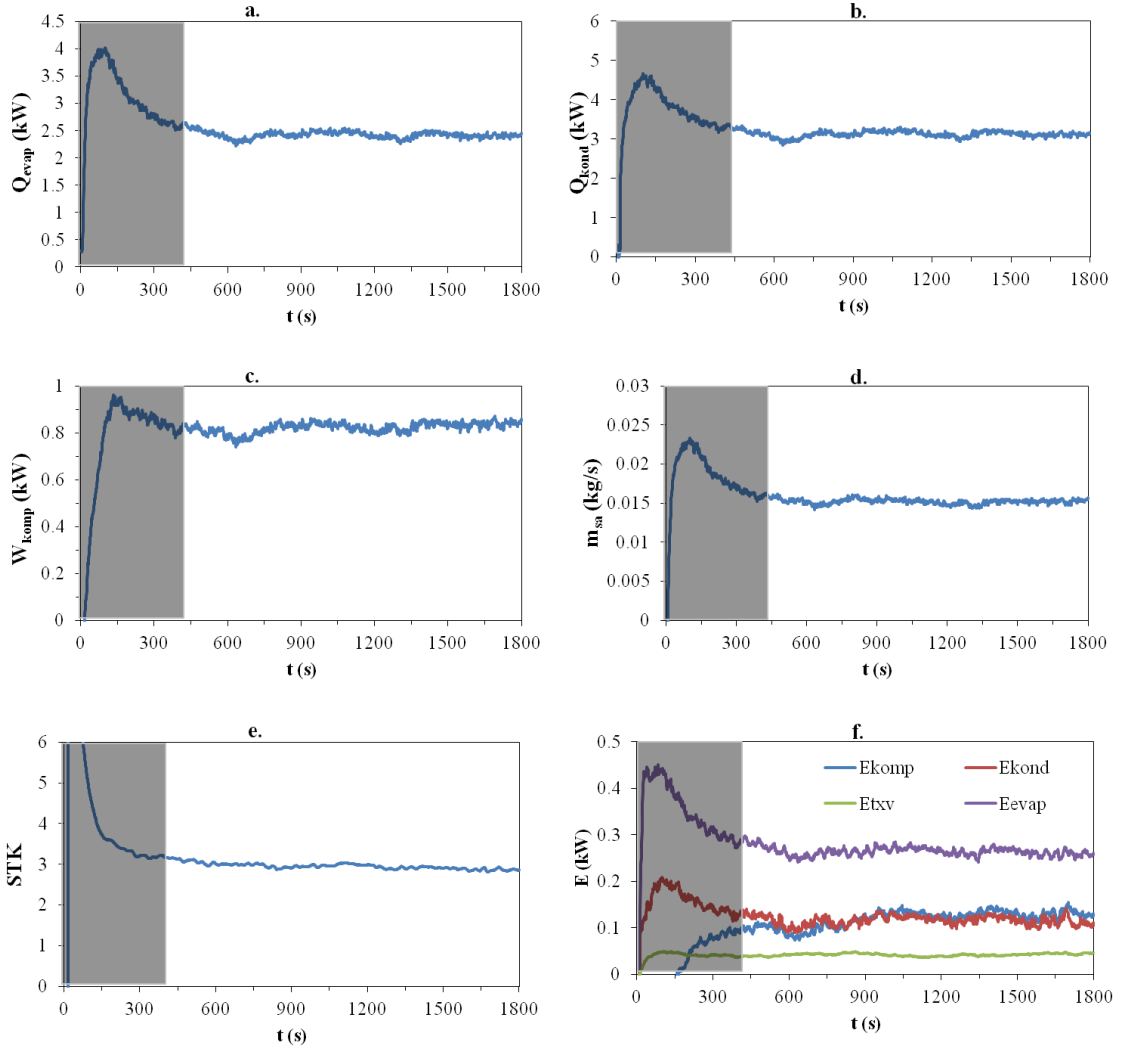 a.
4.5
4
3.5
3
2.5
2
1.5
1
0.5
0
Qevap (kW)
0 300 600 900 1200 1500 1800
t (s)
b.
6
5
4
3
2
1
0
Qkond (kW)
0 300 600 900 1200 1500 1800
t (s)
c.
1
0.8
0.6
0.4
0.2
0
Wkomp (kW)
0 300 600 900 1200 1500 1800
t (s)
d.
0.03
0.025
0.02
0.015
0.01
0.005
0
msa (kg/s)
0 300 600 900 1200 1500 1800
t (s)
e.
6
5
4
3
2
1
0
STK
0 300 600 900 1200 1500 1800
t (s)
f.
0.5
0.4
0.3
0.2
0.1
0
E (kW)
Ekomp Ekond
Etxv Eevap
0 300 600 900 1200 1500 1800
t (s)